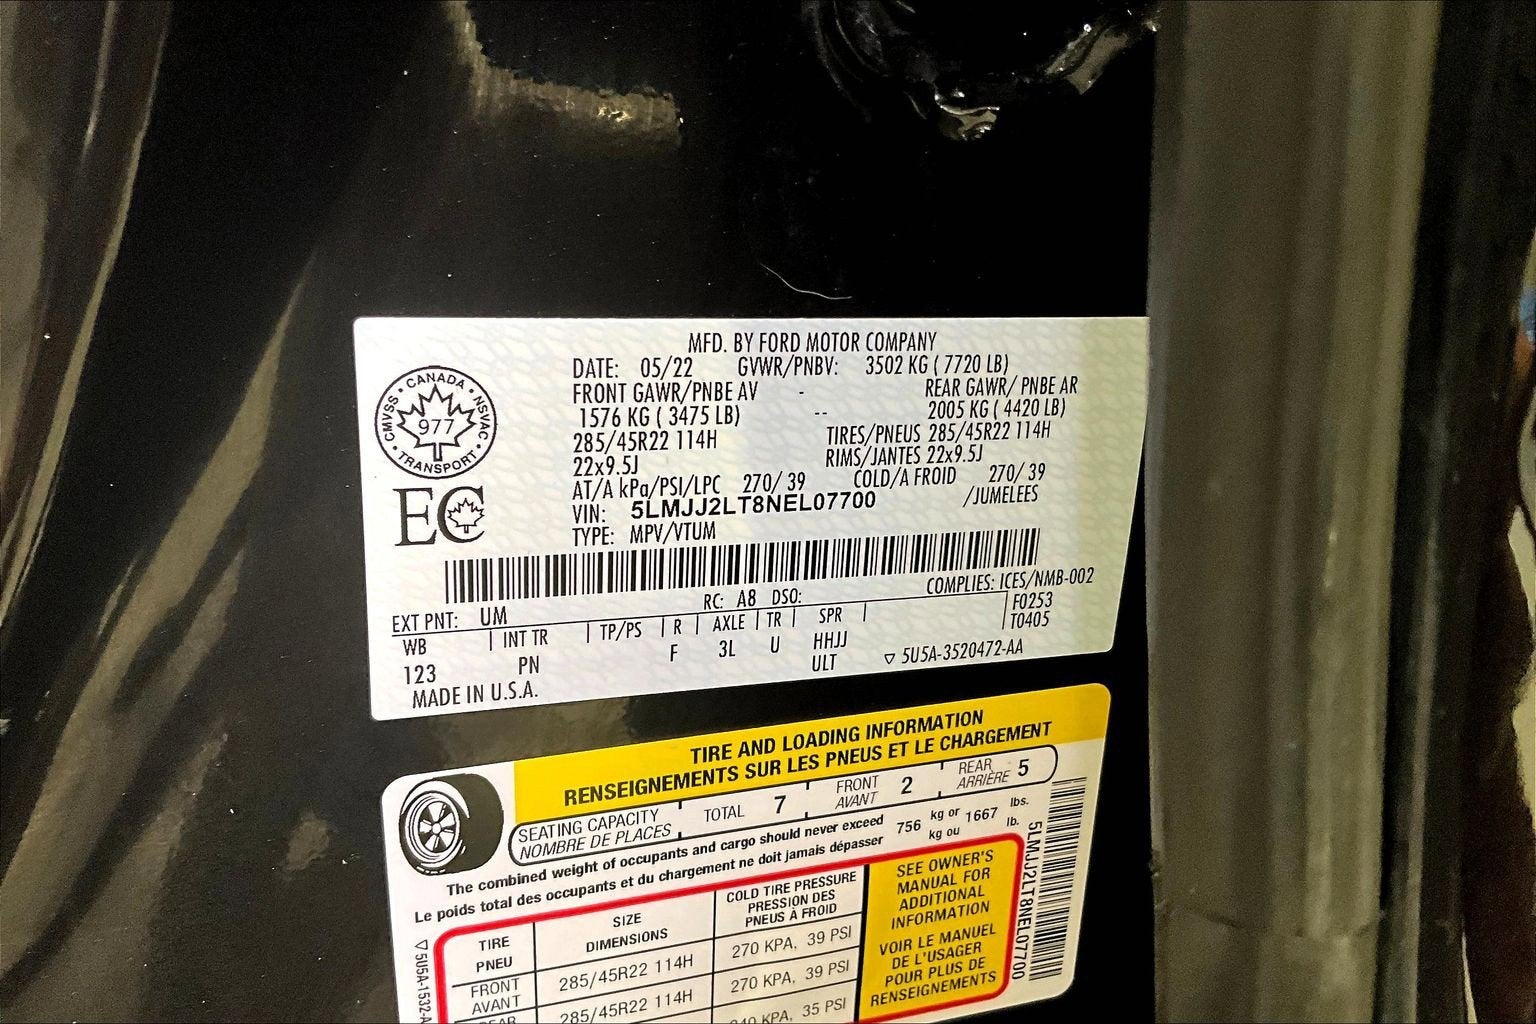 MFD. BY FORD MOTOR COMPANY
DATE: 05/22 GVWR/PNBV: 3502 KG ( 7720 LB)
FRONT GAWR/PNBE AV - REAR GAWR/ PNBE AR
1576 KG ( 3475 LB) -- 2005 KG ( 4420 LB)
285/45R22 114H TIRES/PNEUS 285/45R22 114H
22x9.5J RIMS/JANTES 22x9.5J
AT/A kPa/PSI/LPC 270/ 39 COLD/A FROID 270/ 39
VIN: 5LMJJ2LT8NEL07700 /JUMELEES
TYPE: MPV/VTUM
CANADA
CMVSS NSVAC
977
TRANSPORT
EC
COMPLIES: ICES/NMB-002
EXT PNT: UM RC: A8 DSO: F0253
WB INT TR TP/PS R AXLE TR SPR T0405
123 PN F 3L U HHJJ
ULT ▽ 5U5A-3520472-AA
MADE IN U.S.A.
TIRE AND LOADING INFORMATION
RENSEIGNEMENTS SUR LES PNEUS ET LE CHARGEMENT
SEATING CAPACITY TOTAL 7 FRONT 2 REAR 5
NOMBRE DE PLACES AVANT ARRIÈRE
The combined weight of occupants and cargo should never exceed 756 kg or 1667 lbs.
Le poids total des occupants et du chargement ne doit jamais dépasser kg ou lb.
TIRE SIZE COLD TIRE PRESSURE
PNEU DIMENSIONS PRESSION DES
PNEUS À FROID
FRONT 285/45R22 114H 270 KPA, 39 PSI
AVANT
REAR 285/45R22 114H 270 KPA, 39 PSI
35 PSI
SEE OWNER'S
MANUAL FOR
ADDITIONAL
INFORMATION
VOIR LE MANUEL
DE L'USAGER
POUR PLUS DE
RENSEIGNEMENTS
5LMJJ2LT8NEL07700
▽ 5U5A-1532-A